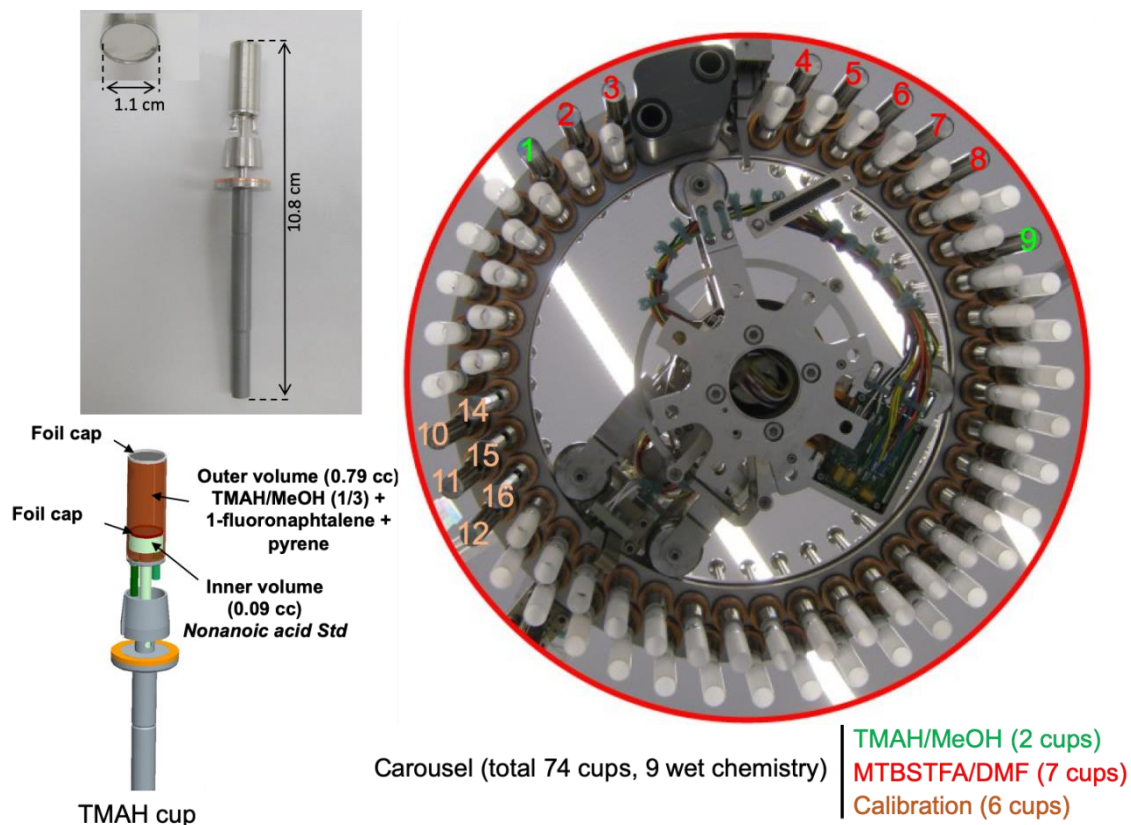 1.1 cm
10.8 cm
Foil cap
Outer volume (0.79 cc)
TMAH/MeOH (1/3) +
1-fluoronaphtalene +
pyrene
Foil cap
Inner volume
(0.09 cc)
Nonanoic acid Std
TMAH cup
1
2
3
4
5
6
7
8
9
14
10
15
11
16
12
Carousel (total 74 cups, 9 wet chemistry)
TMAH/MeOH (2 cups)
MTBSTFA/DMF (7 cups)
Calibration (6 cups)